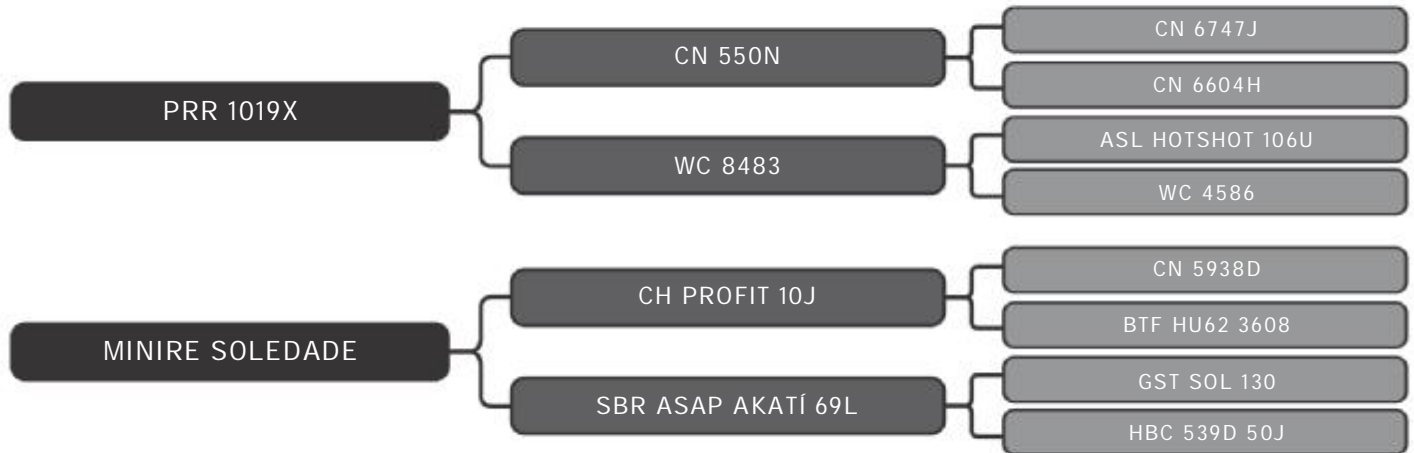 PRR 1019X
CN 550N
CN 6747J
CN 6604H
WC 8483
ASL HOTSHOT 106U
WC 4586
MINIRE SOLEDADE
CH PROFIT 10J
CN 5938D
BTF HU62 3608
SBR ASAP AKATÍ 69L
GST SOL 130
HBC 539D 50J